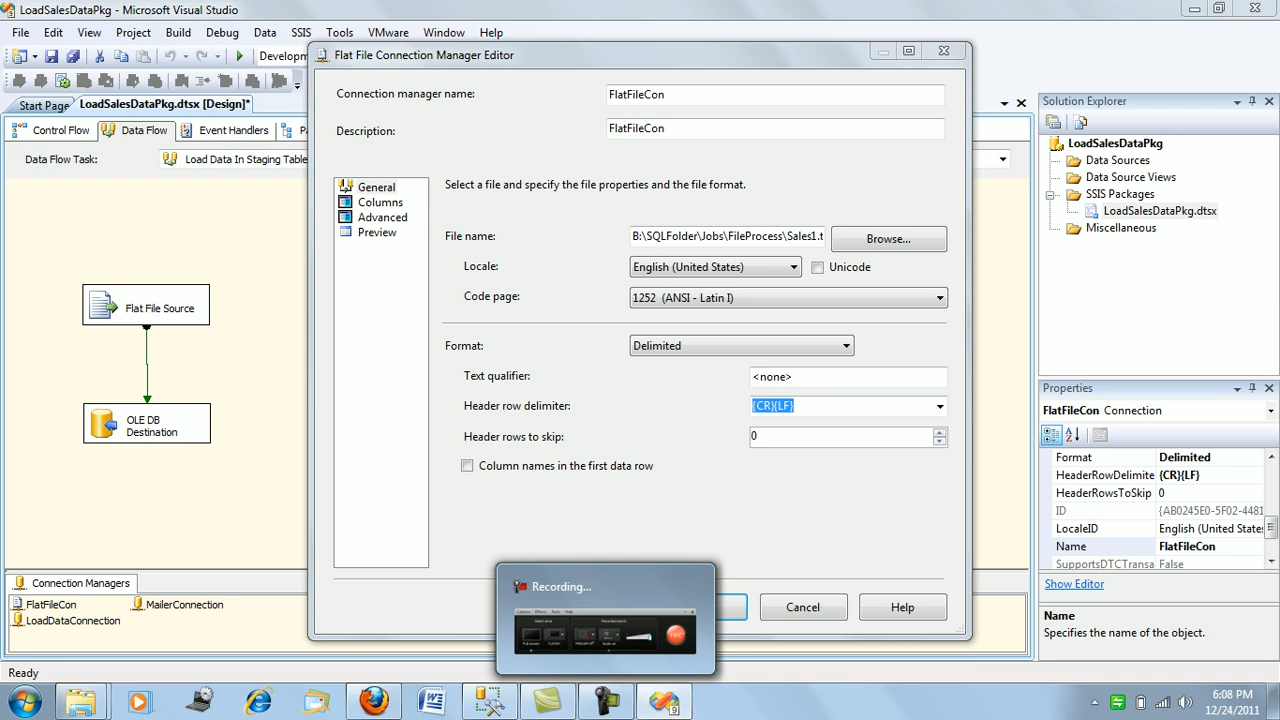 LoadSalesDataPkg - Microsoft Visual Studio
File Edit View Project Build Debug Data SSIS Tools VMware Window Help
Flat File Connection Manager Editor
Connection manager name: FlatFileCon
Description: FlatFileCon
General
Columns
Advanced
Preview
Select a file and specify the file properties and the file format.
File name: B:\SQLFolder\Jobs\FileProcess\Sales1.t Browse...
Locale: English (United States) Unicode
Code page: 1252 (ANSI - Latin I)
Format: Delimited
Text qualifier: <none>
Header row delimiter: {CR}{LF}
Header rows to skip: 0
Column names in the first data row
Cancel Help
Recording...
Start Page LoadSalesDataPkg.dtsx [Design]*
Control Flow Data Flow Event Handlers
Data Flow Task: Load Data In Staging Table
Flat File Source
OLE DB
Destination
Connection Managers
FlatFileCon MailerConnection
LoadDataConnection
Ready
Solution Explorer
LoadSalesDataPkg
Data Sources
Data Source Views
SSIS Packages
LoadSalesDataPkg.dtsx
Miscellaneous
Properties
FlatFileCon Connection
Format Delimited
HeaderRowDelimite {CR}{LF}
HeaderRowsToSkip 0
ID {AB0245E0-5F02-4481
LocaleID English (United States
Name FlatFileCon
SupportsDTCTransa False
Show Editor
Name
Specifies the name of the object.
6:08 PM
12/24/2011